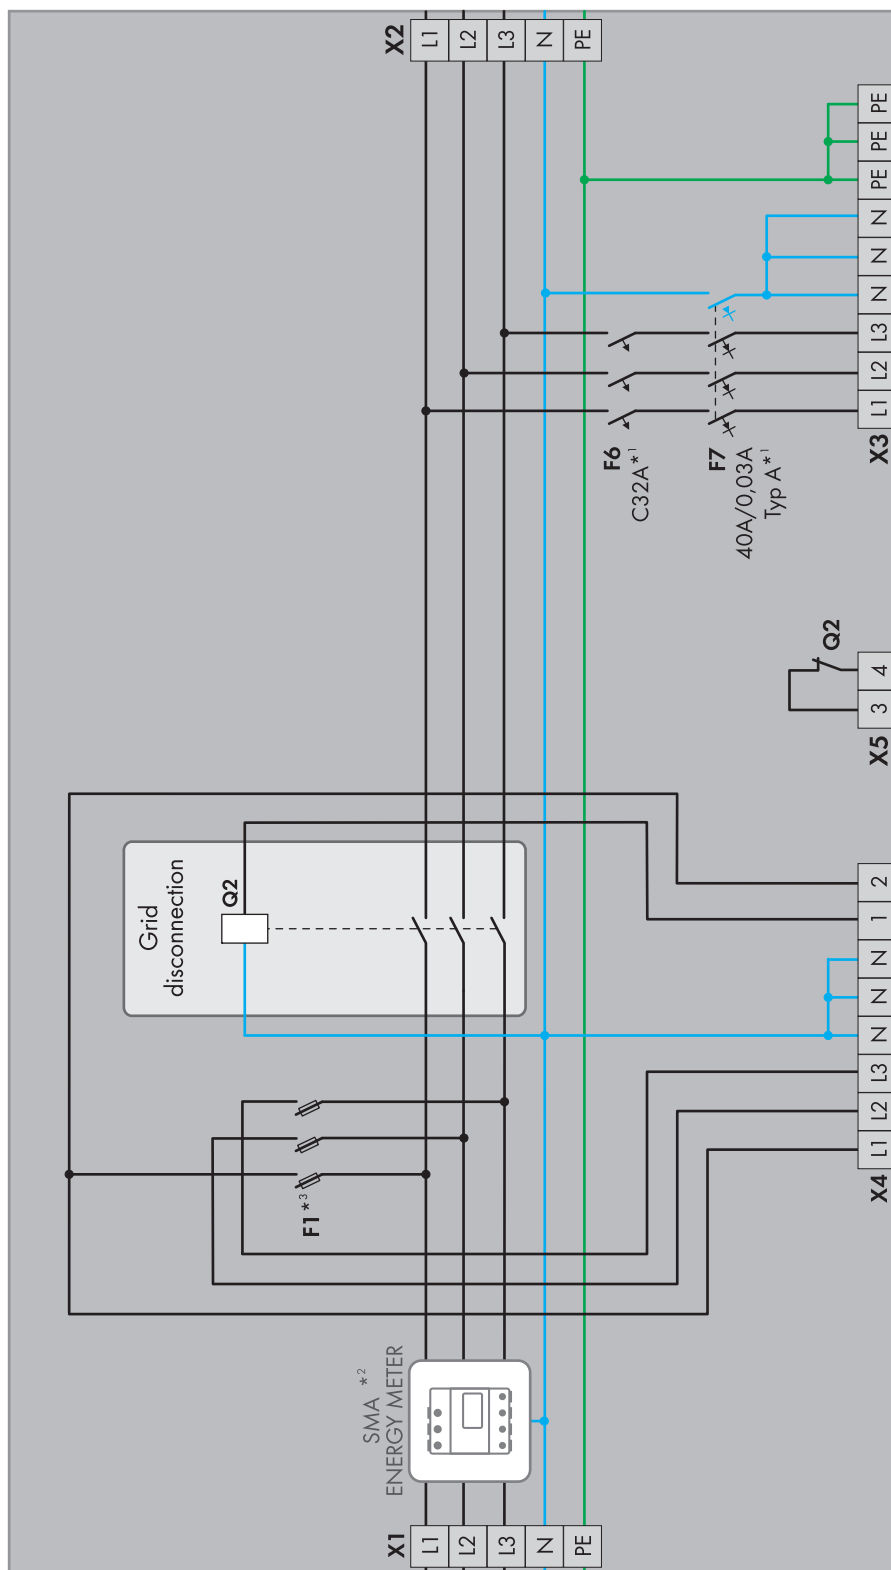 X2
L1
L2
L3
N
PE
PE
PE
PE
N
N
N
L3
L2
L1
X3
F6
C32A*1
F7
40A/0,03A
Typ A*1
Q2
4
3
X5
Grid
disconnection
Q2
2
1
N
N
N
L3
L2
L1
X4
F1*3
SMA *2
ENERGY METER
X1
L1
L2
L3
N
PE